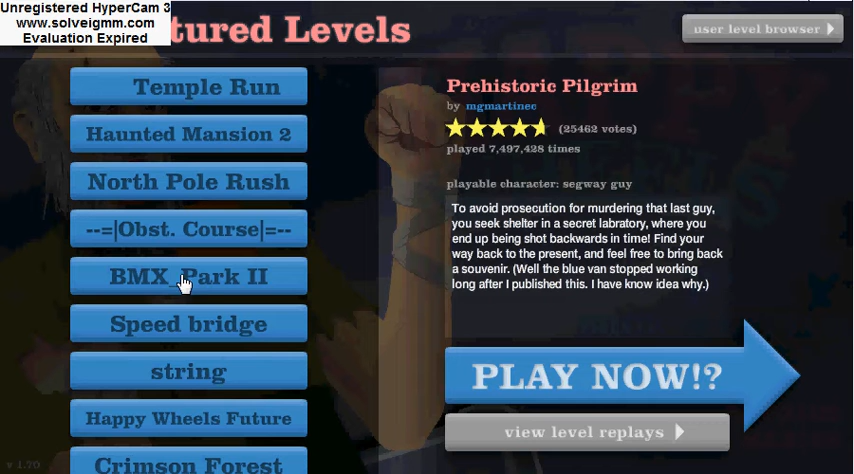 Unregistered HyperCam 3
www.solveigmm.com
Evaluation Expired
tured Levels
user level browser
Temple Run
Haunted Mansion 2
North Pole Rush
--=|Obst. Course|=--
BMX_Park II
Speed bridge
string
Happy Wheels Future
Crimson Forest
v 1.70
Prehistoric Pilgrim
by mgmartinec
(25462 votes)
played 7,497,428 times
playable character: segway guy
To avoid prosecution for murdering that last guy,
you seek shelter in a secret labratory, where you
end up being shot backwards in time! Find your
way back to the present, and feel free to bring back
a souvenir. (Well the blue van stopped working
long after I published this. I have know idea why.)
PLAY NOW!?
view level replays